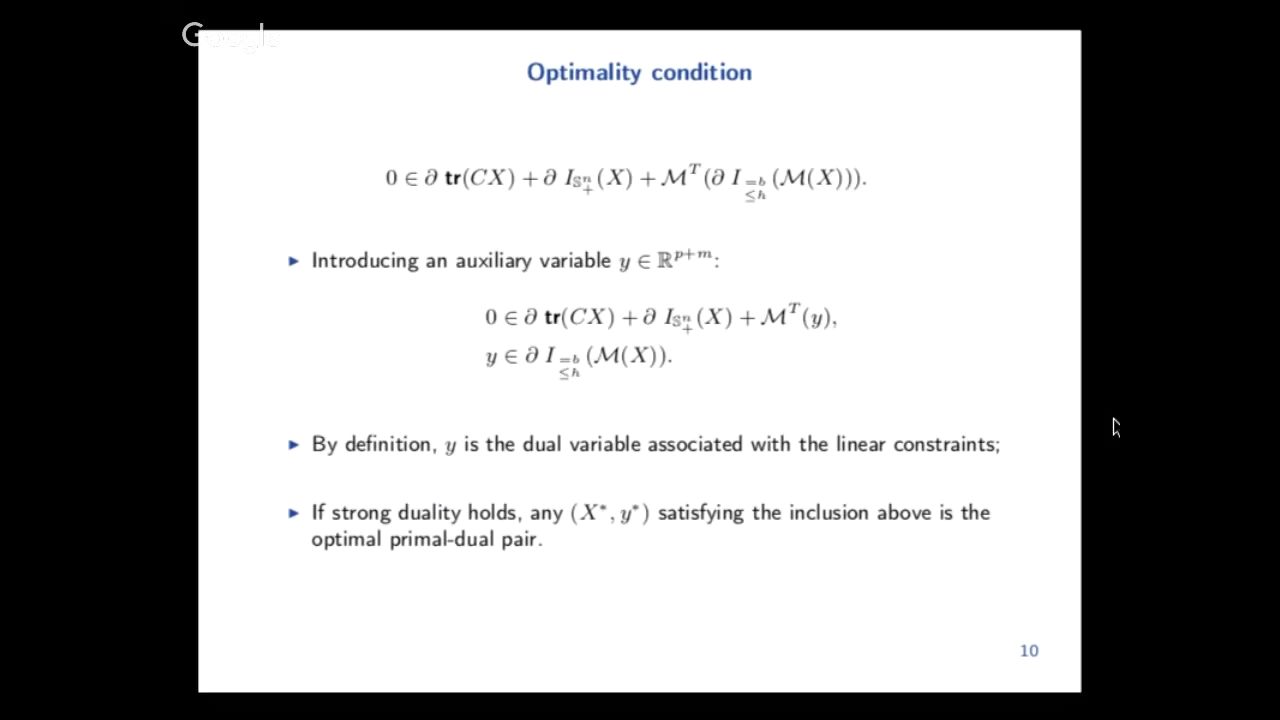 Google
Optimality condition
0 ∈ ∂ tr(CX) + ∂ I_{𝕊^n_+}(X) + ℳ^T(∂ I_{=b ≤h}(ℳ(X))).
▶ Introducing an auxiliary variable y ∈ ℝ^{p+m}:
0 ∈ ∂ tr(CX) + ∂ I_{𝕊^n_+}(X) + ℳ^T(y),
y ∈ ∂ I_{=b ≤h}(ℳ(X)).
▶ By definition, y is the dual variable associated with the linear constraints;
▶ If strong duality holds, any (X*, y*) satisfying the inclusion above is the
optimal primal-dual pair.
10